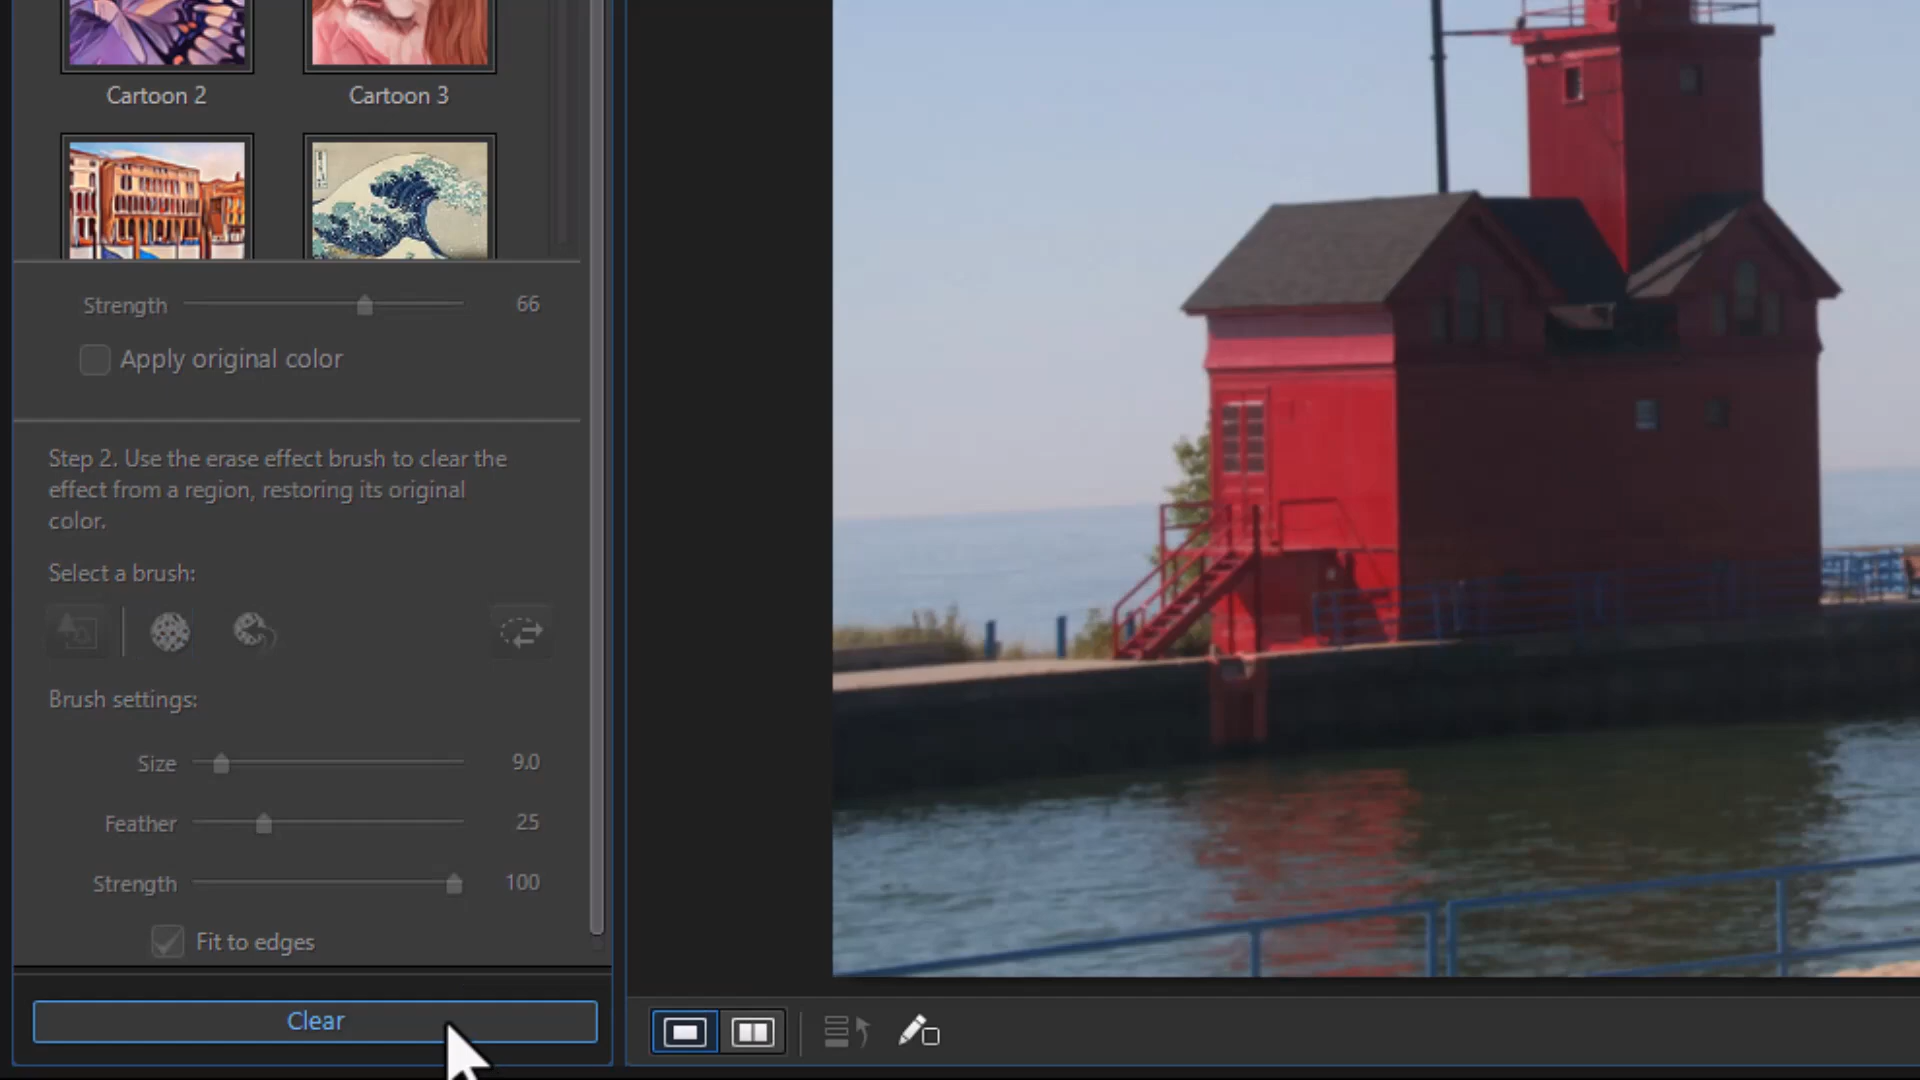 Cartoon 2
Cartoon 3
Strength 66
Apply original color
Step 2. Use the erase effect brush to clear the
effect from a region, restoring its original
color.
Select a brush:
Brush settings:
Size 9.0
Feather 25
Strength 100
Fit to edges
Clear